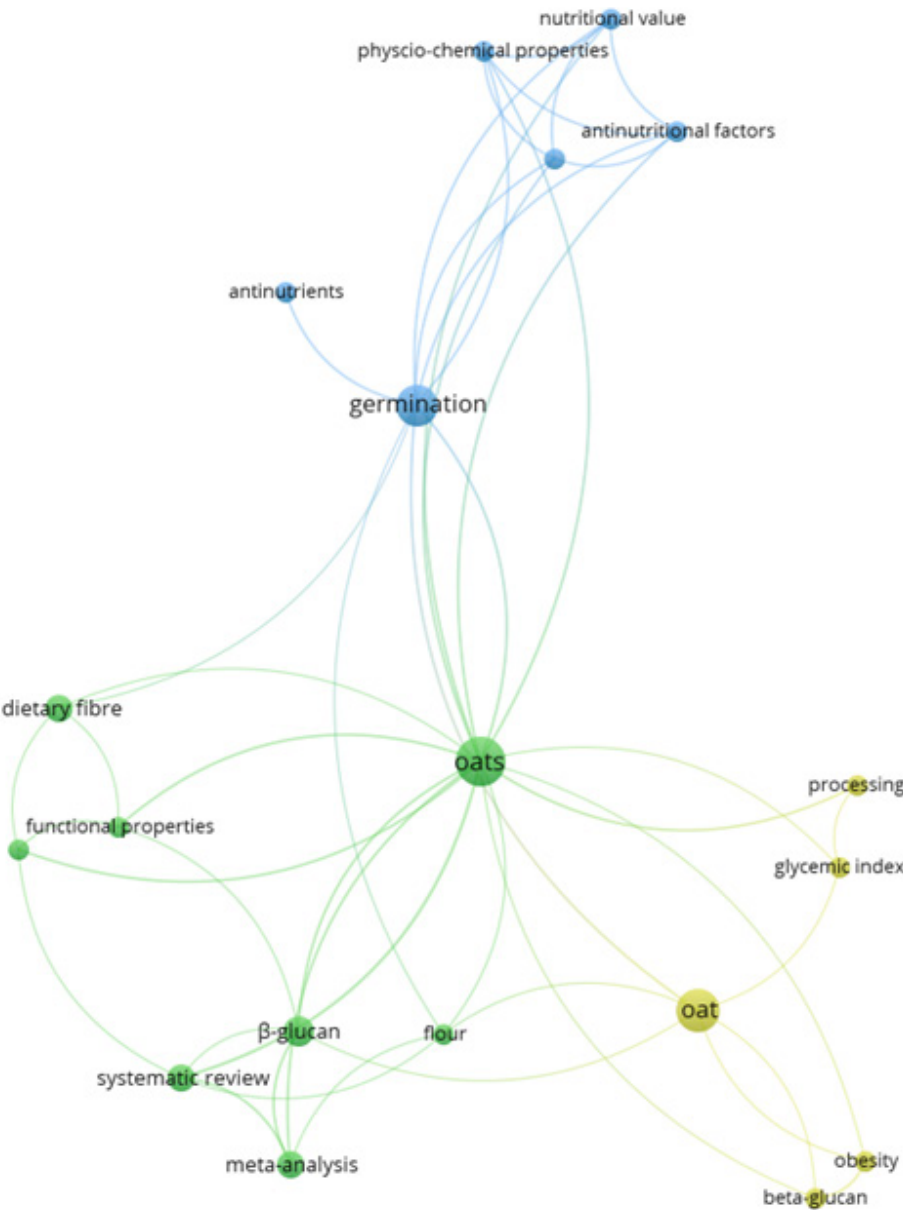 nutritional value
physcio-chemical properties
antinutritional factors
antinutrients
germination
dietary fibre
oats
processing
functional properties
glycemic index
oat
β-glucan
flour
systematic review
meta-analysis
obesity
beta-glucan